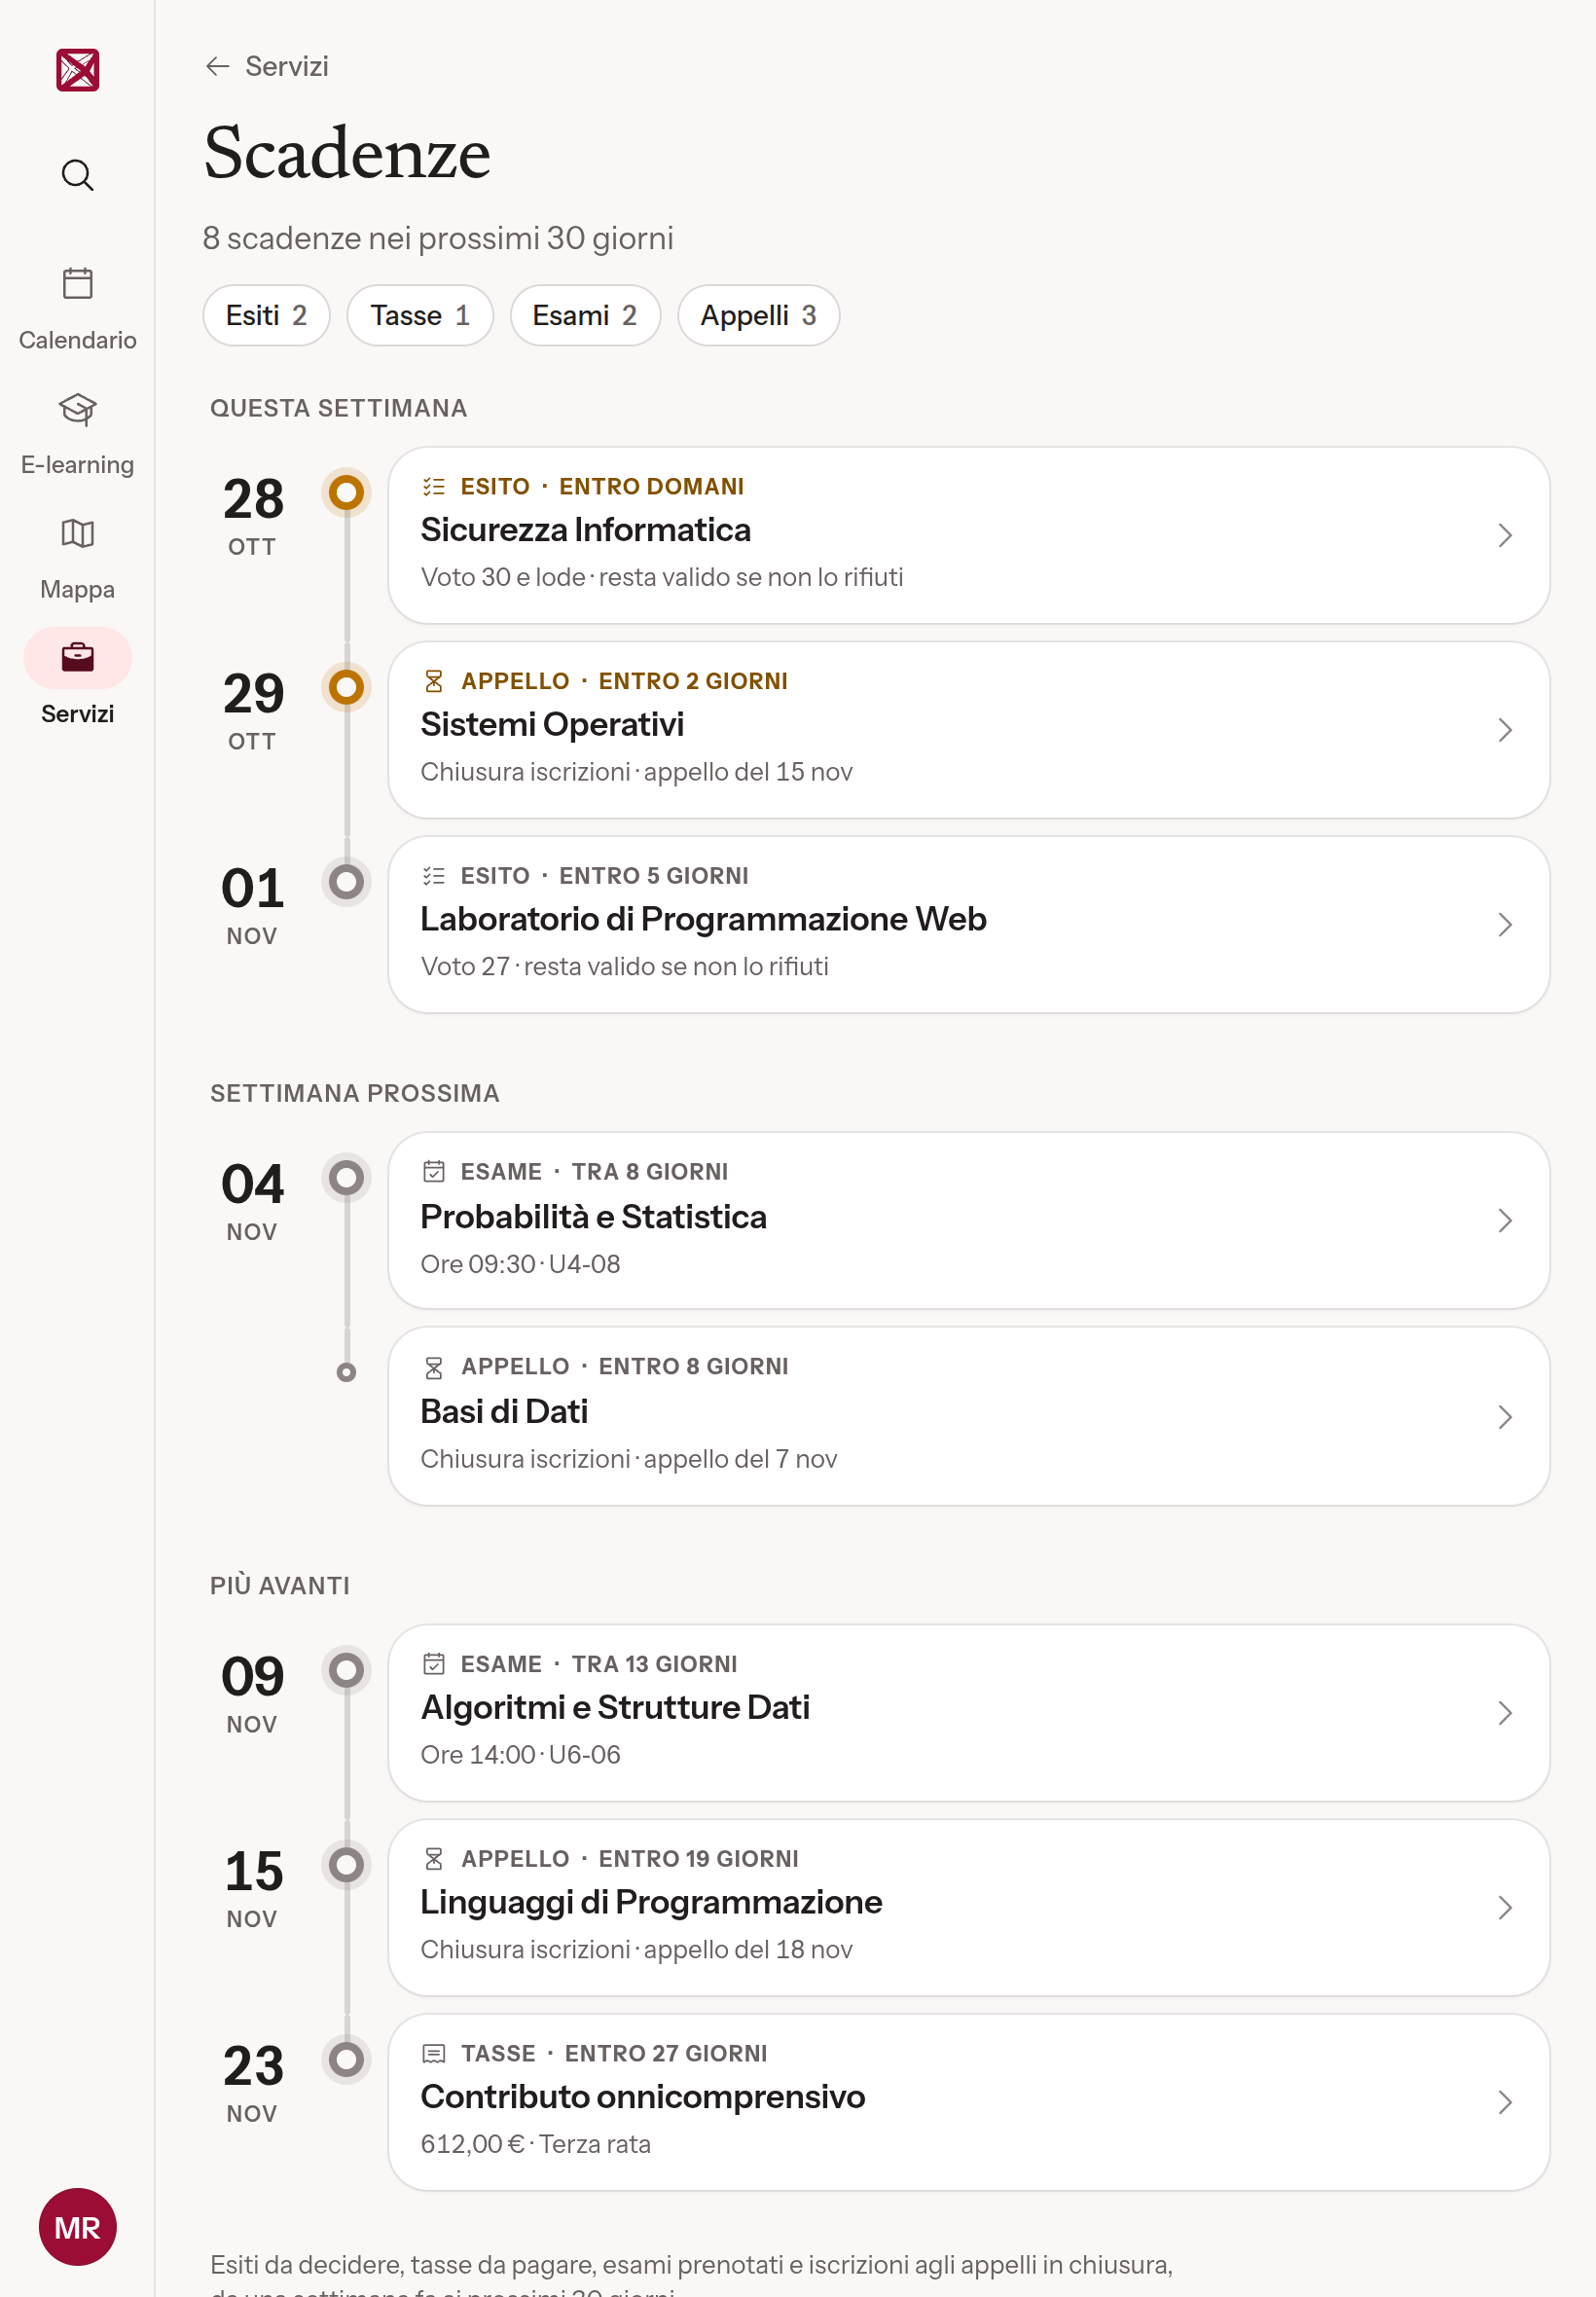 Servizi
Scadenze
8 scadenze nei prossimi 30 giorni
Esiti 2
Tasse 1
Esami 2
Appelli 3
Calendario
E-learning
Mappa
Servizi
QUESTA SETTIMANA
28
OTT
ESITO · ENTRO DOMANI
Sicurezza Informatica
Voto 30 e lode · resta valido se non lo rifiuti
29
OTT
APPELLO · ENTRO 2 GIORNI
Sistemi Operativi
Chiusura iscrizioni · appello del 15 nov
01
NOV
ESITO · ENTRO 5 GIORNI
Laboratorio di Programmazione Web
Voto 27 · resta valido se non lo rifiuti
SETTIMANA PROSSIMA
04
NOV
ESAME · TRA 8 GIORNI
Probabilità e Statistica
Ore 09:30 · U4-08
APPELLO · ENTRO 8 GIORNI
Basi di Dati
Chiusura iscrizioni · appello del 7 nov
PIÙ AVANTI
09
NOV
ESAME · TRA 13 GIORNI
Algoritmi e Strutture Dati
Ore 14:00 · U6-06
15
NOV
APPELLO · ENTRO 19 GIORNI
Linguaggi di Programmazione
Chiusura iscrizioni · appello del 18 nov
23
NOV
TASSE · ENTRO 27 GIORNI
Contributo onnicomprensivo
612,00 € · Terza rata
MR
Esiti da decidere, tasse da pagare, esami prenotati e iscrizioni agli appelli in chiusura,
da una settimana fa ai prossimi 30 giorni